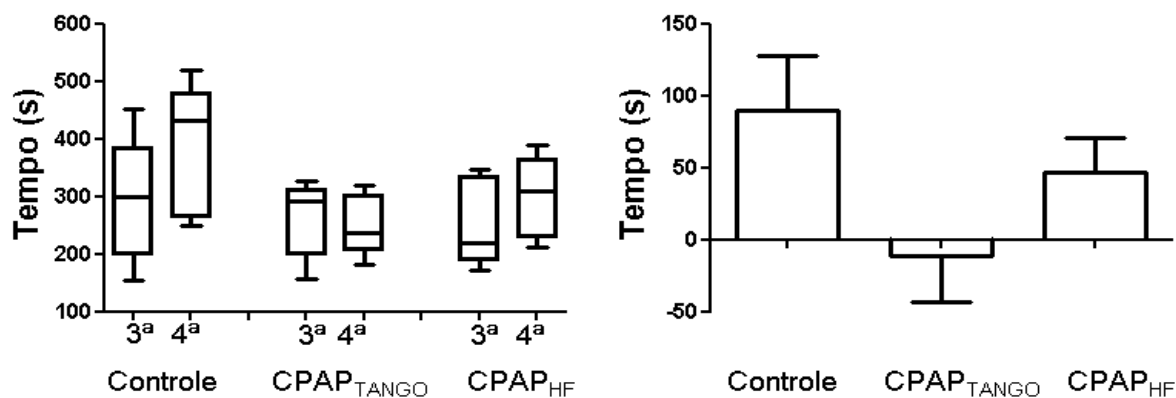 Tempo (s)
600
500
400
300
200
100
3ª 4ª 3ª 4ª 3ª 4ª
Controle CPAPTANGO CPAPHF
Tempo (s)
150
100
50
0
-50
Controle CPAPTANGO CPAPHF